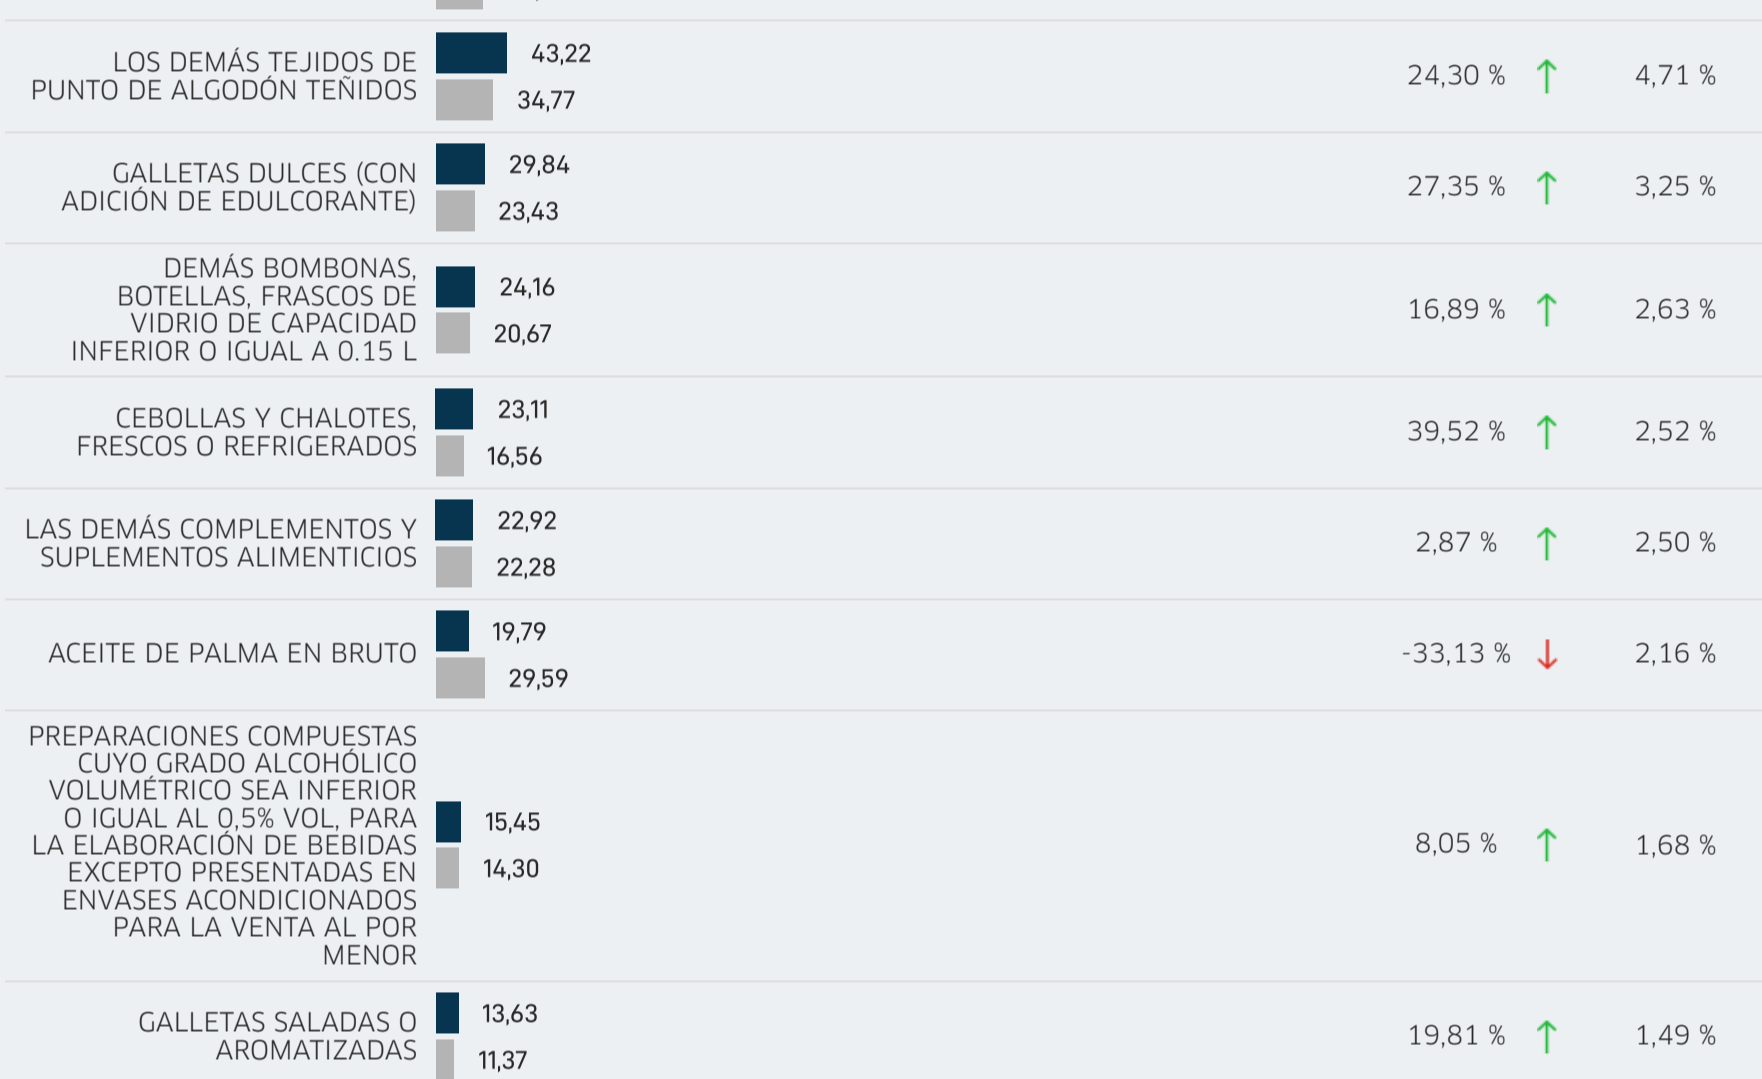 LOS DEMÁS TEJIDOS DE
PUNTO DE ALGODÓN TEÑIDOS
43,22
34,77
24,30 %
4,71 %
GALLETAS DULCES (CON
ADICIÓN DE EDULCORANTE)
29,84
23,43
27,35 %
3,25 %
DEMÁS BOMBONAS,
BOTELLAS, FRASCOS DE
VIDRIO DE CAPACIDAD
INFERIOR O IGUAL A 0.15 L
24,16
20,67
16,89 %
2,63 %
CEBOLLAS Y CHALOTES,
FRESCOS O REFRIGERADOS
23,11
16,56
39,52 %
2,52 %
LAS DEMÁS COMPLEMENTOS Y
SUPLEMENTOS ALIMENTICIOS
22,92
22,28
2,87 %
2,50 %
ACEITE DE PALMA EN BRUTO
19,79
29,59
-33,13 %
2,16 %
PREPARACIONES COMPUESTAS
CUYO GRADO ALCOHÓLICO
VOLUMÉTRICO SEA INFERIOR
O IGUAL AL 0,5% VOL, PARA
LA ELABORACIÓN DE BEBIDAS
EXCEPTO PRESENTADAS EN
ENVASES ACONDICIONADOS
PARA LA VENTA AL POR
MENOR
15,45
14,30
8,05 %
1,68 %
GALLETAS SALADAS O
AROMATIZADAS
13,63
11,37
19,81 %
1,49 %